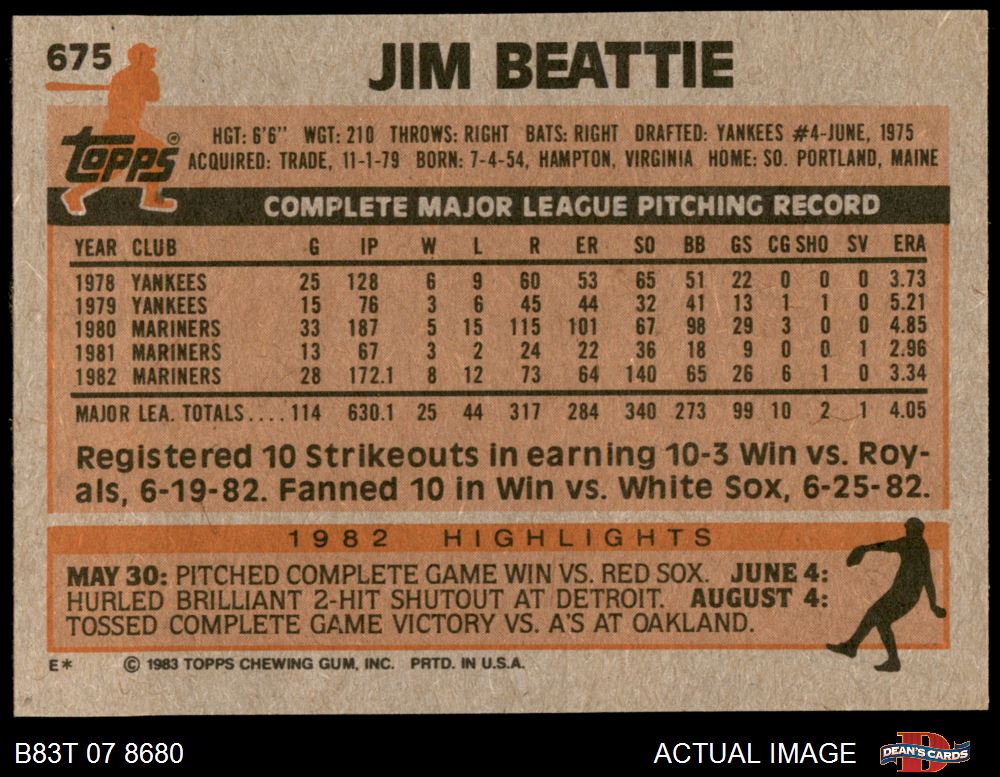 675
JIM BEATTIE
Topps®
HGT: 6'6" WGT: 210 THROWS: RIGHT BATS: RIGHT DRAFTED: YANKEES #4-JUNE, 1975
ACQUIRED: TRADE, 11-1-79 BORN: 7-4-54, HAMPTON, VIRGINIA HOME: SO. PORTLAND, MAINE
COMPLETE MAJOR LEAGUE PITCHING RECORD
YEAR CLUB G IP W L R ER SO BB GS CG SHO SV ERA
1978 YANKEES 25 128 6 9 60 53 65 51 22 0 0 0 3.73
1979 YANKEES 15 76 3 6 45 44 32 41 13 1 1 0 5.21
1980 MARINERS 33 187 5 15 115 101 67 98 29 3 0 0 4.85
1981 MARINERS 13 67 3 2 24 22 36 18 9 0 0 1 2.96
1982 MARINERS 28 172.1 8 12 73 64 140 65 26 6 1 0 3.34
MAJOR LEA. TOTALS.... 114 630.1 25 44 317 284 340 273 99 10 2 1 4.05
Registered 10 Strikeouts in earning 10-3 Win vs. Roy-
als, 6-19-82. Fanned 10 in Win vs. White Sox, 6-25-82.
1982 HIGHLIGHTS
MAY 30: PITCHED COMPLETE GAME WIN VS. RED SOX. JUNE 4:
HURLED BRILLIANT 2-HIT SHUTOUT AT DETROIT. AUGUST 4:
TOSSED COMPLETE GAME VICTORY VS. A'S AT OAKLAND.
E* © 1983 TOPPS CHEWING GUM, INC. PRTD. IN U.S.A.
B83T 07 8680 ACTUAL IMAGE DEAN'S CARDS